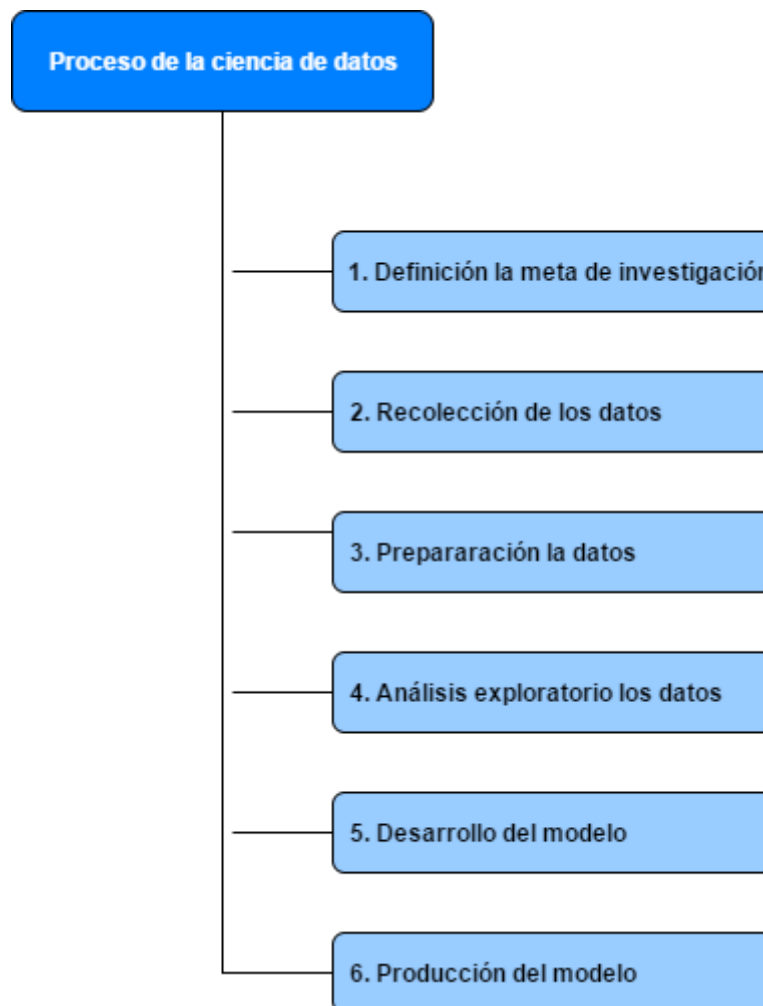 Proceso de la ciencia de datos
1. Definición la meta de investigación
2. Recolección de los datos
3. Prepararación la datos
4. Análisis exploratorio los datos
5. Desarrollo del modelo
6. Producción del modelo